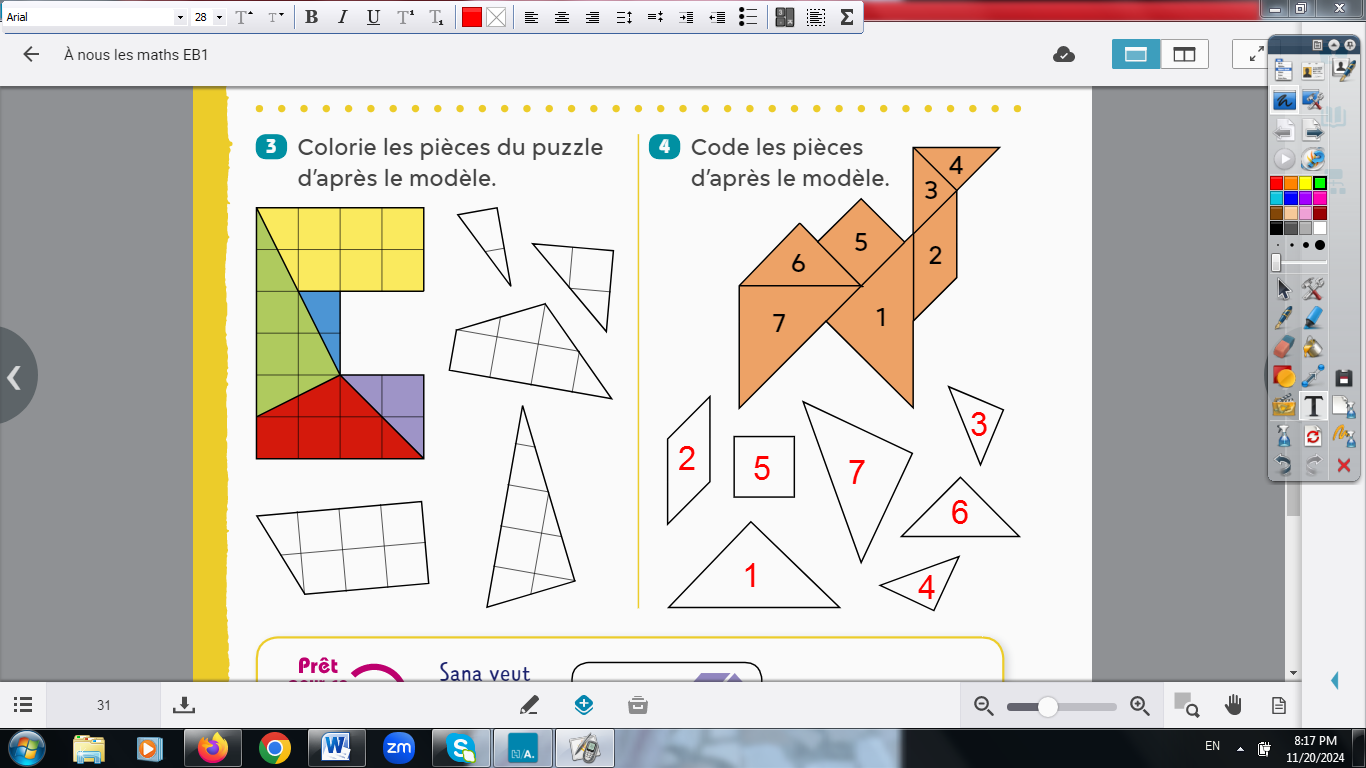 Arial 28 B I U T T Σ
À nous les maths EB1
3 Colorie les pièces du puzzle
d'après le modèle.
4 Code les pièces
d'après le modèle.
4
3
5
2
6
1
7
3
2
5
7
6
1
4
Prêt
Sana veut
31
W zm S N/A.
EN
8:17 PM
11/20/2024